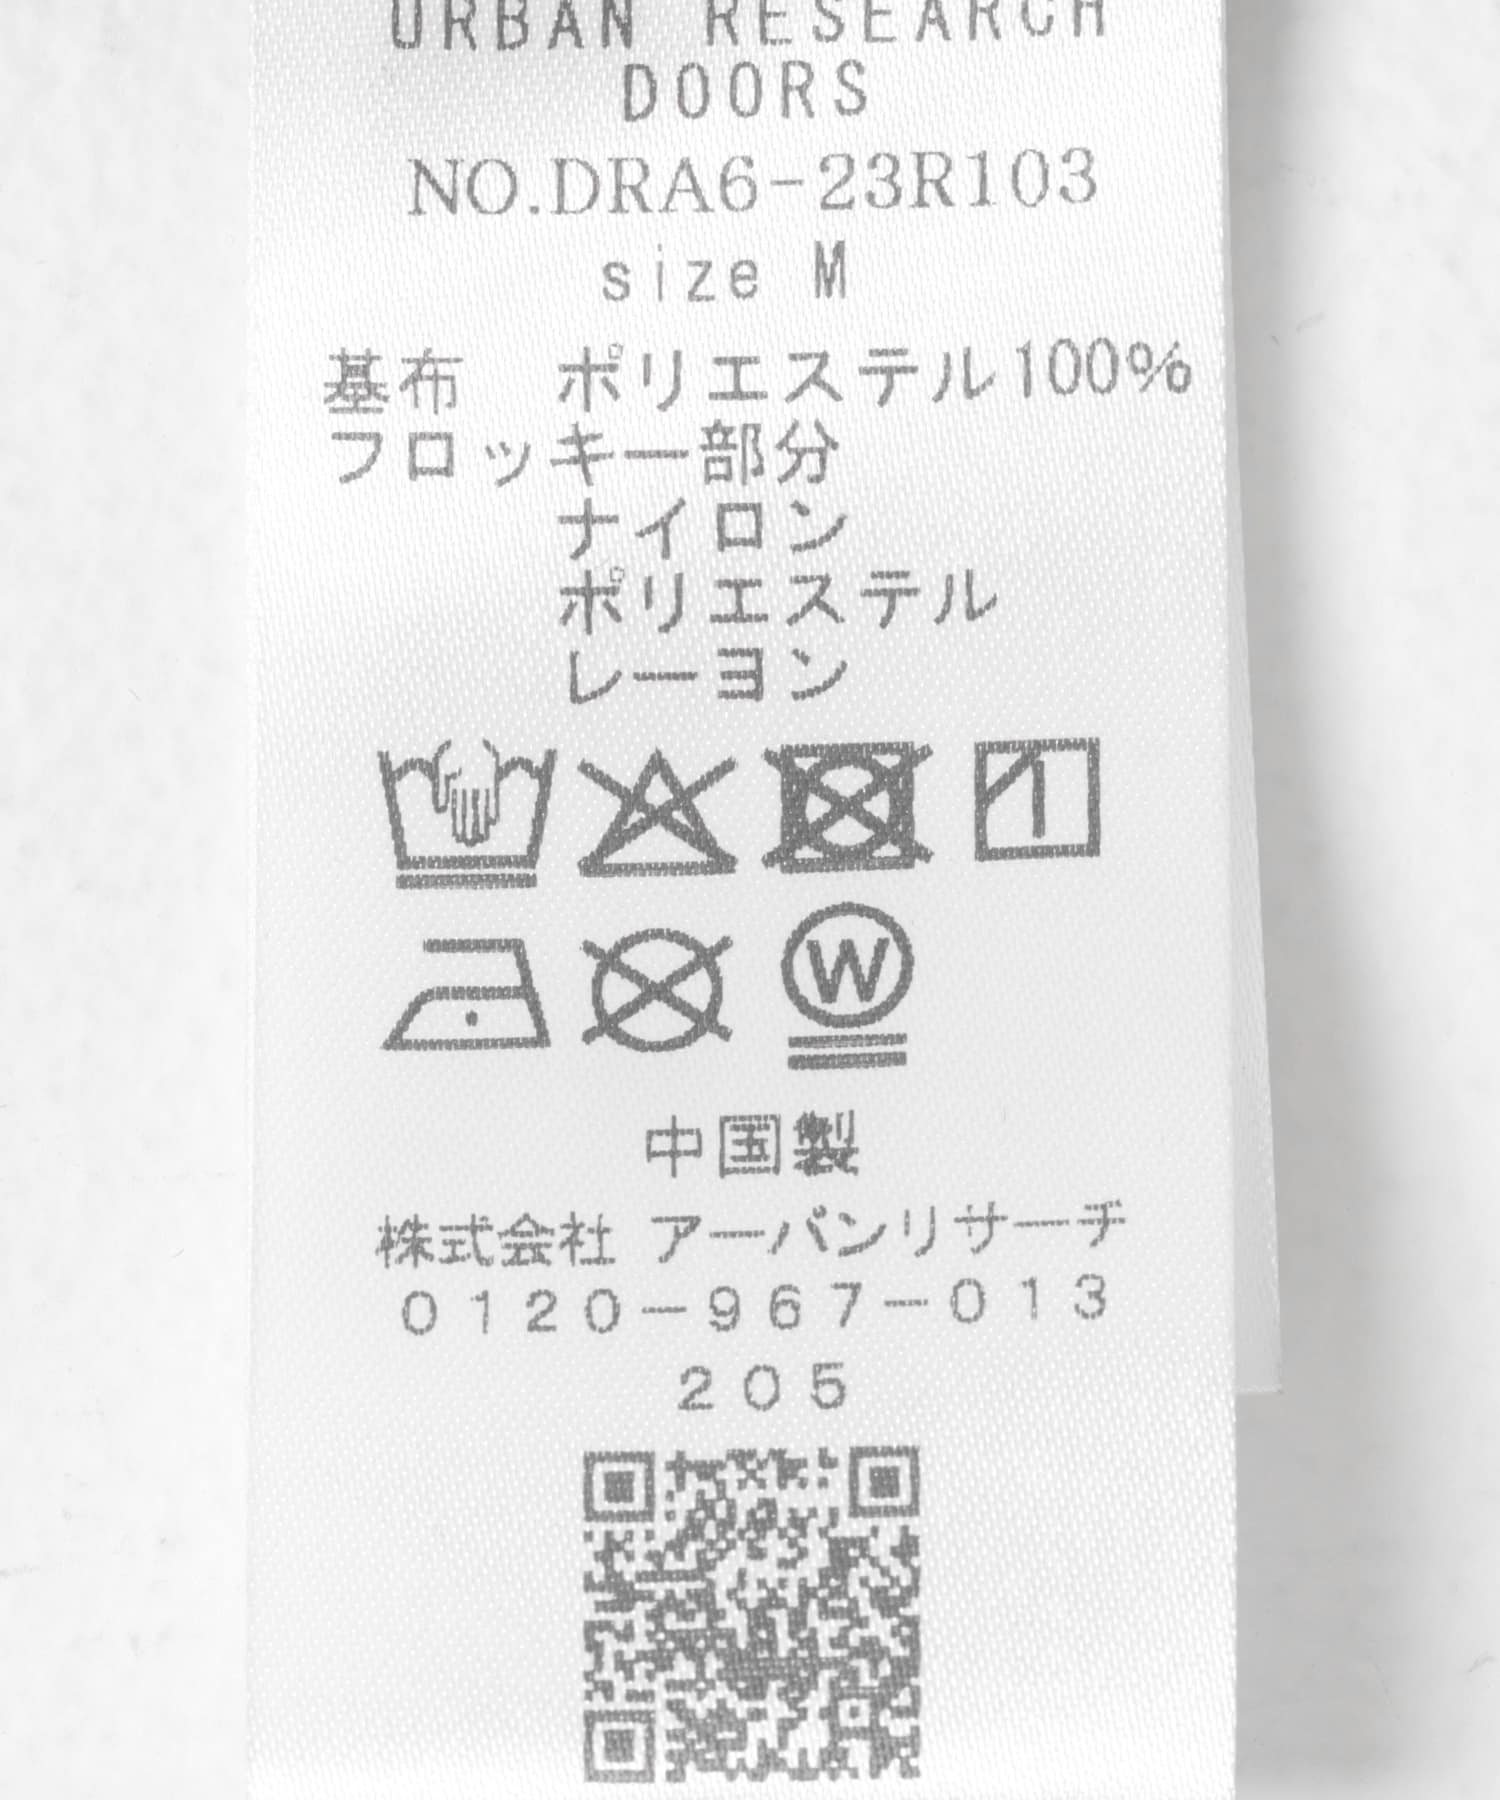 URBAN RESEARCH
DOORS
NO.DRA6-23R103
size M
基布 ポリエステル100%
フロッキー部分
ナイロン
ポリエステル
レーヨン
W
中国製
株式会社 アーバンリサーチ
0120-967-013
205